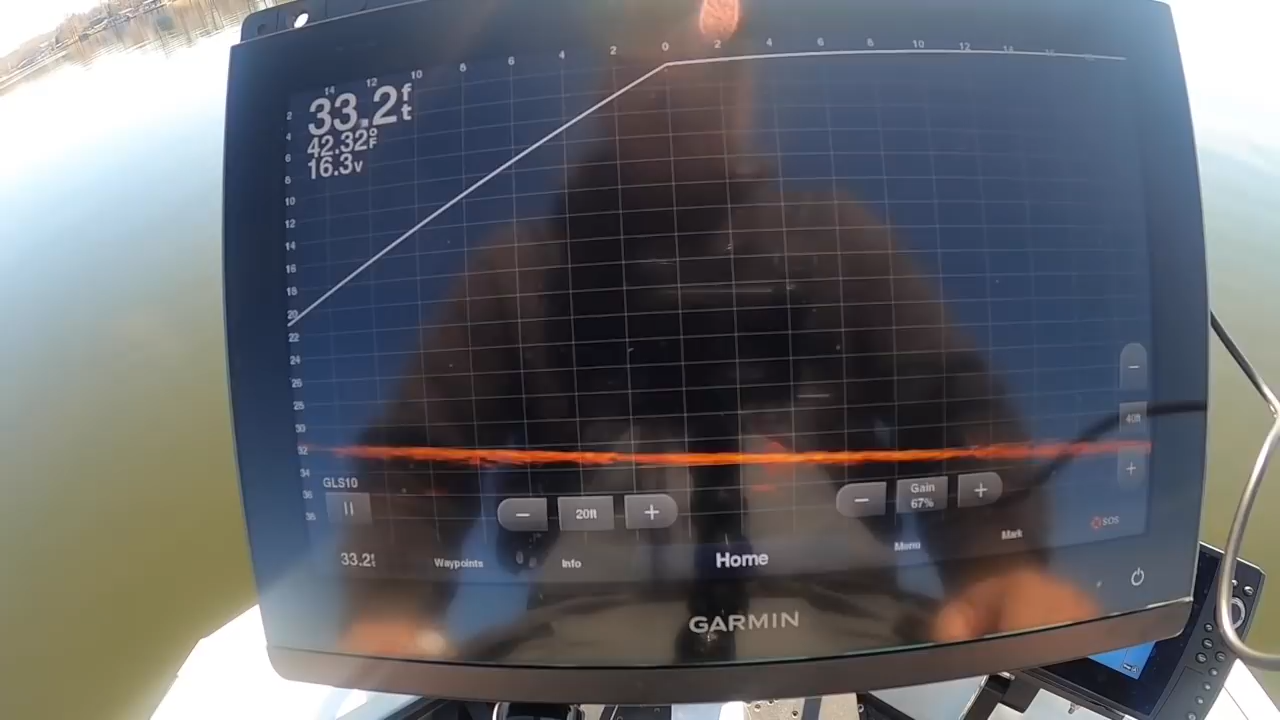 14 12 10 8 6 4 2 0 2 4 6 8 10 12 14
33.2 ft
42.32°F
16.3v
2
4
6
8
10
12
14
16
18
20
22
24
26
28
30
32
34
36
38
GLS10
−
40ft
+
− 20ft +
− Gain 67% +
SOS
33.2ft
Waypoints
Info
Home
Menu
Mark
GARMIN